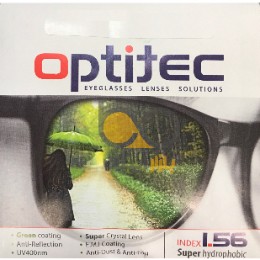 optitec
EYEGLASSES LENSES SOLUTIONS
• Green coating
• Anti-Reflection
• UV400nm
• Super Crystal Lens
• EMI Coating
• Anti Dust & Anti-Fog
INDEX 1.56
Super hydrophobic